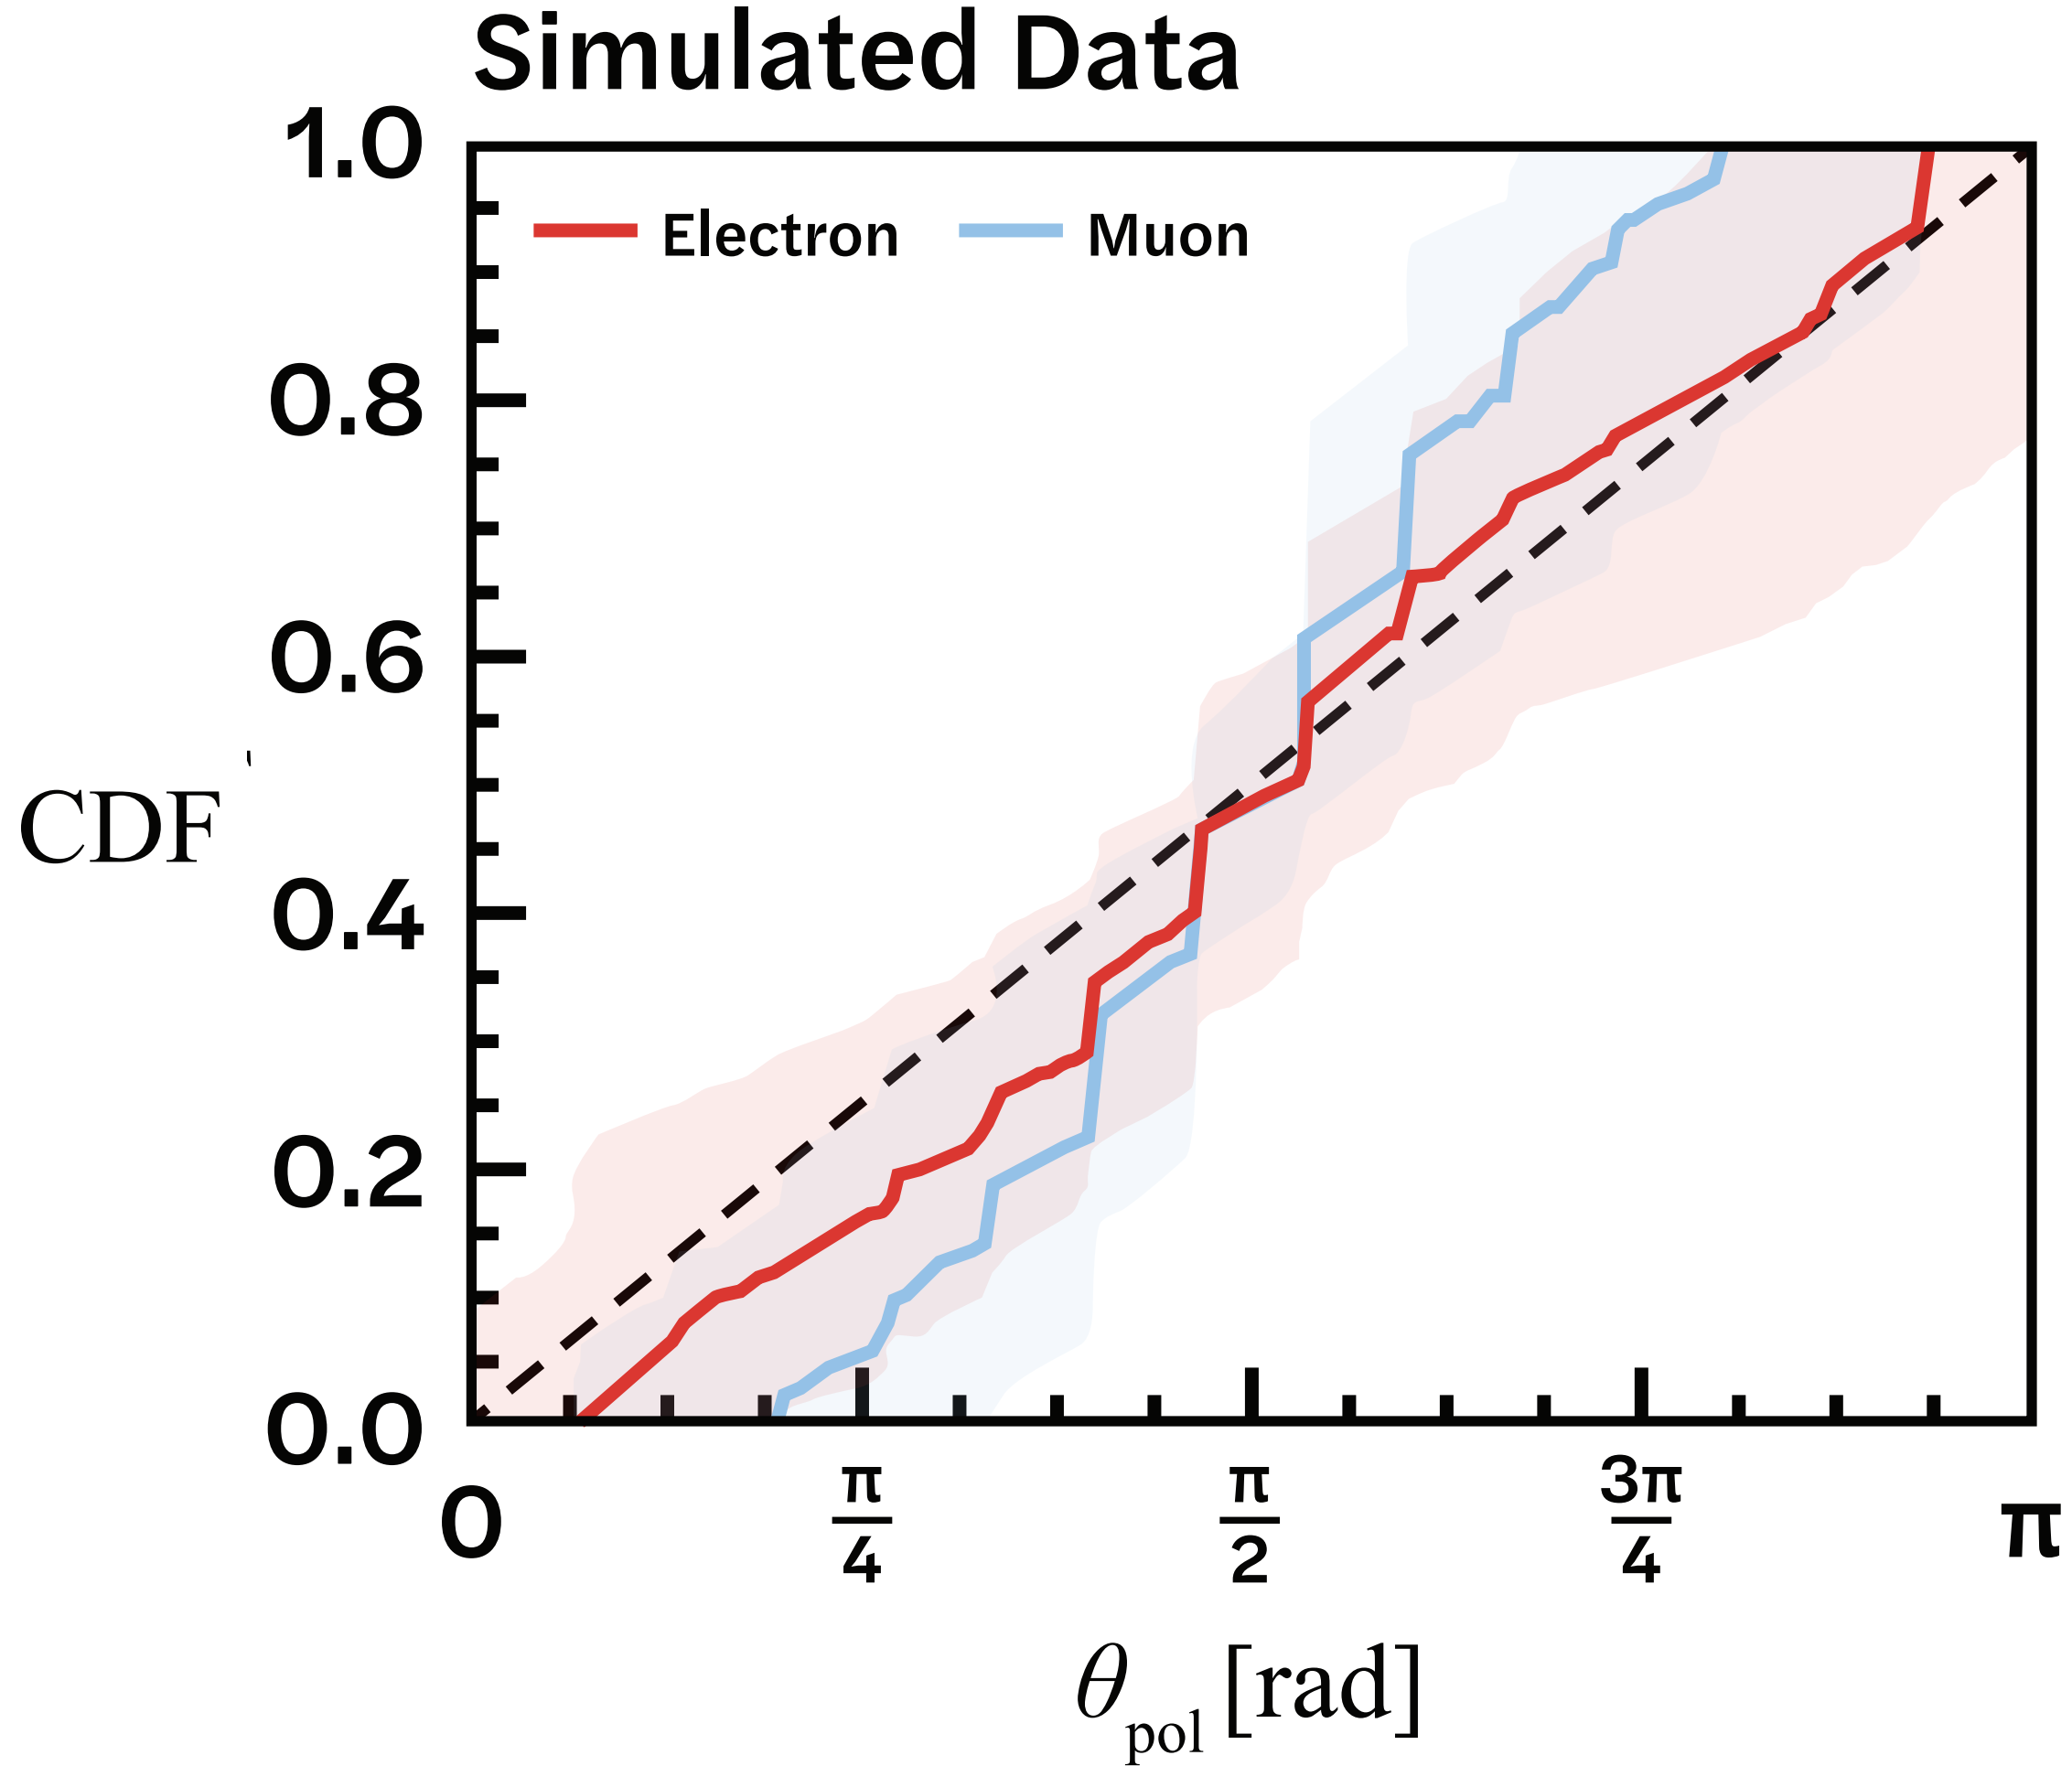 Simulated Data
1.0
Electron Muon
0.8
0.6
CDF
0.4
0.2
0.0
0 π/4 π/2 3π/4 π
θpol [rad]